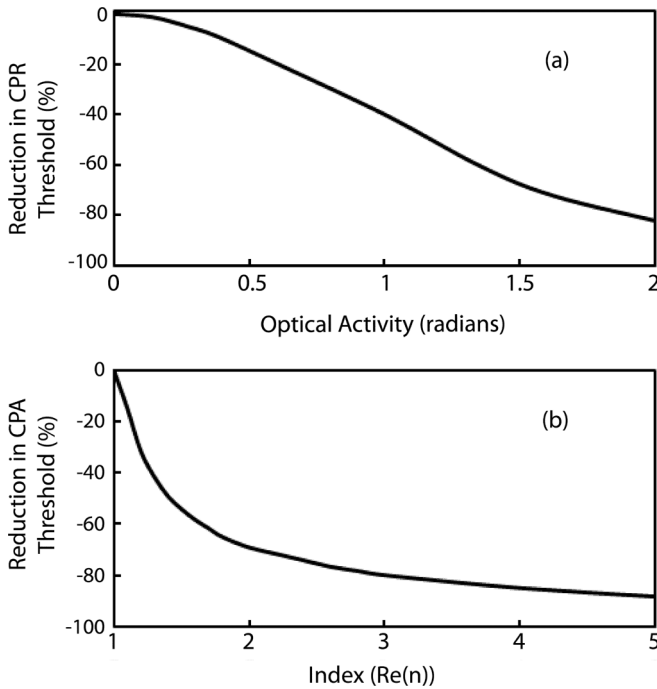 Reduction in CPR
Threshold (%)
0
-20
-40
-60
-80
-100
(a)
0
0.5
1
1.5
2
Optical Activity (radians)
Reduction in CPA
Threshold (%)
0
-20
-40
-60
-80
-100
(b)
1
2
3
4
5
Index (Re(n))